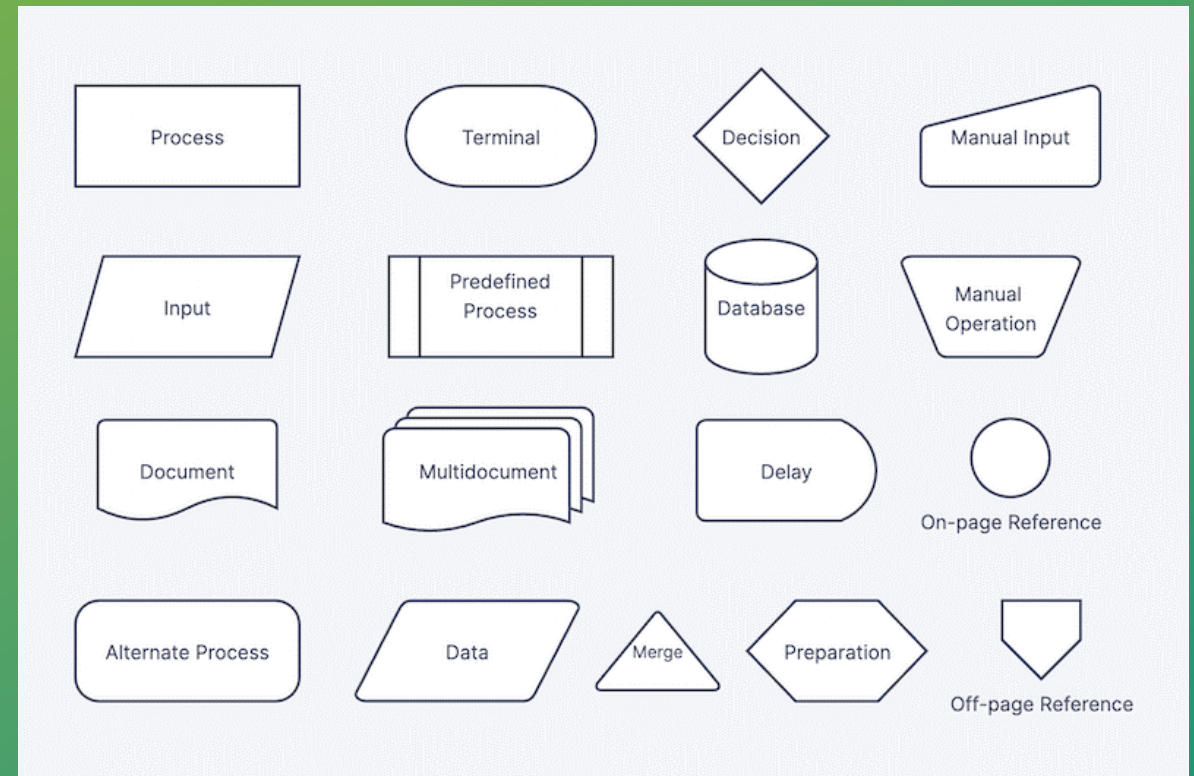 Process
Terminal
Decision
Manual Input
Input
Predefined
Process
Database
Manual
Operation
Document
Multidocument
Delay
On-page Reference
Alternate Process
Data
Merge
Preparation
Off-page Reference